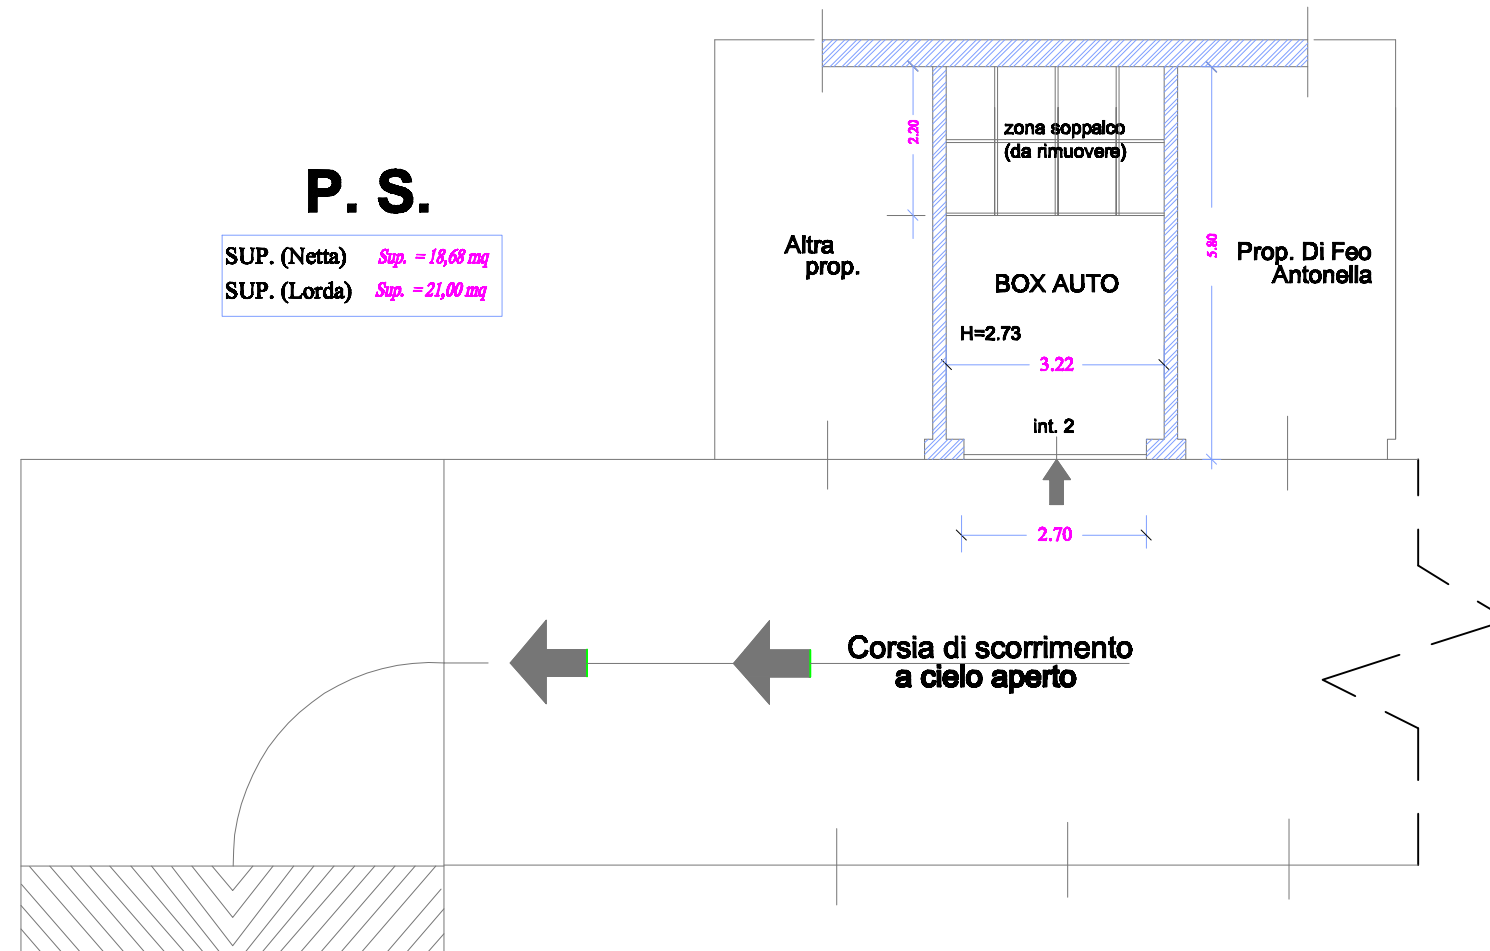 P. S.
SUP. (Netta) Sup. = 18,68 mq
SUP. (Lorda) Sup. = 21,00 mq
2.20
zona soppalco
(da rimuovere)
Altra
prop.
BOX AUTO
5.80
Prop. Di Feo
Antonella
H=2.73
3.22
int. 2
2.70
Corsia di scorrimento
a cielo aperto